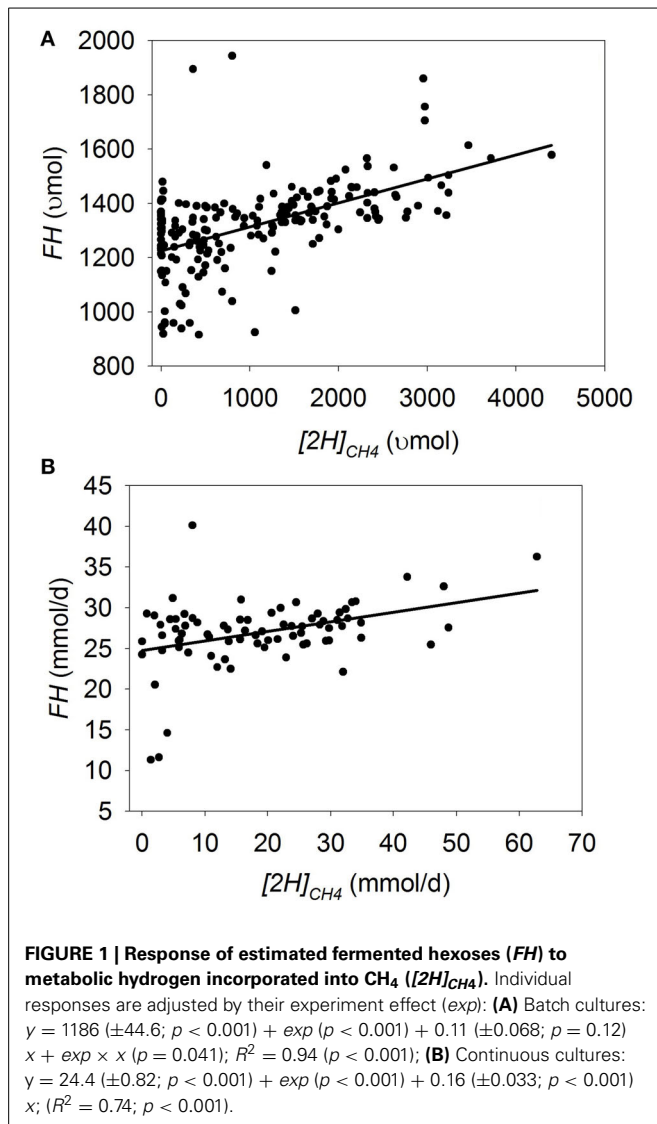 A
2000
1800
1600
1400
1200
1000
800
FH (υmol)
0 1000 2000 3000 4000 5000
[2H]CH4 (υmol)
B
45
40
35
30
25
20
15
10
5
FH (mmol/d)
0 10 20 30 40 50 60 70
[2H]CH4 (mmol/d)
FIGURE 1 | Response of estimated fermented hexoses (FH) to
metabolic hydrogen incorporated into CH4 ([2H]CH4). Individual
responses are adjusted by their experiment effect (exp): (A) Batch cultures:
y = 1186 (±44.6; p < 0.001) + exp (p < 0.001) + 0.11 (±0.068; p = 0.12)
x + exp × x (p = 0.041); R² = 0.94 (p < 0.001); (B) Continuous cultures:
y = 24.4 (±0.82; p < 0.001) + exp (p < 0.001) + 0.16 (±0.033; p < 0.001)
x; (R² = 0.74; p < 0.001).